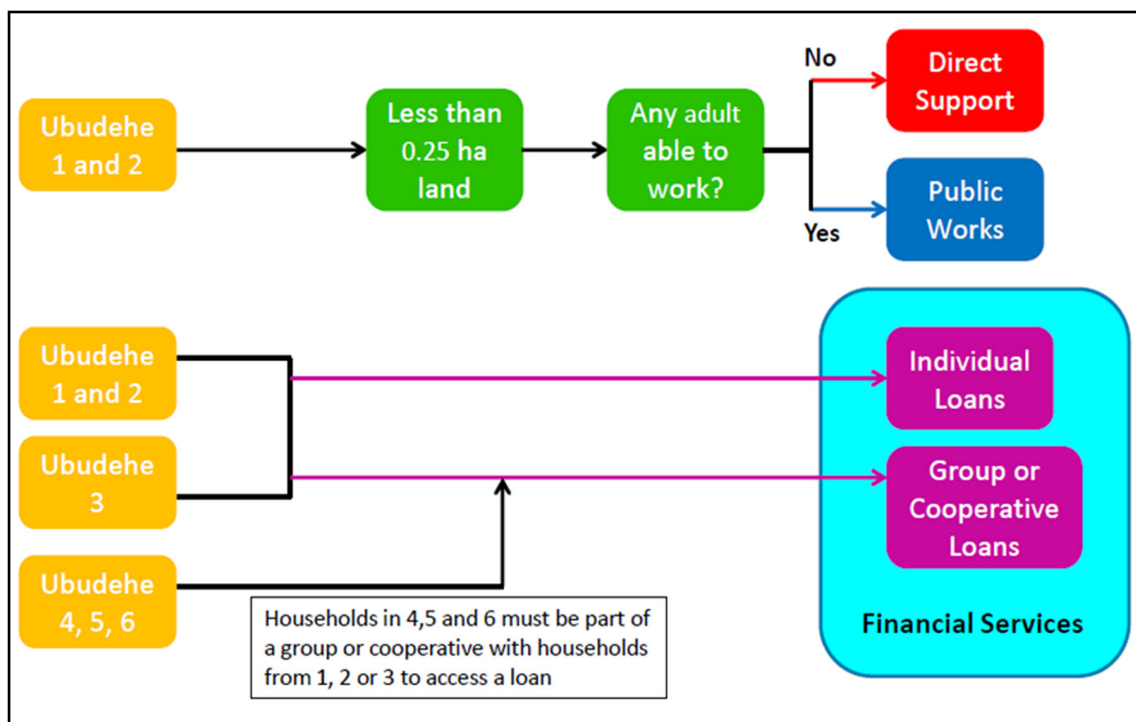 Ubudehe
1 and 2
Less than
0.25 ha
land
Any adult
able to
work?
No
Yes
Direct
Support
Public
Works
Ubudehe
1 and 2
Ubudehe
3
Ubudehe
4, 5, 6
Households in 4,5 and 6 must be part of
a group or cooperative with households
from 1, 2 or 3 to access a loan
Individual
Loans
Group or
Cooperative
Loans
Financial Services